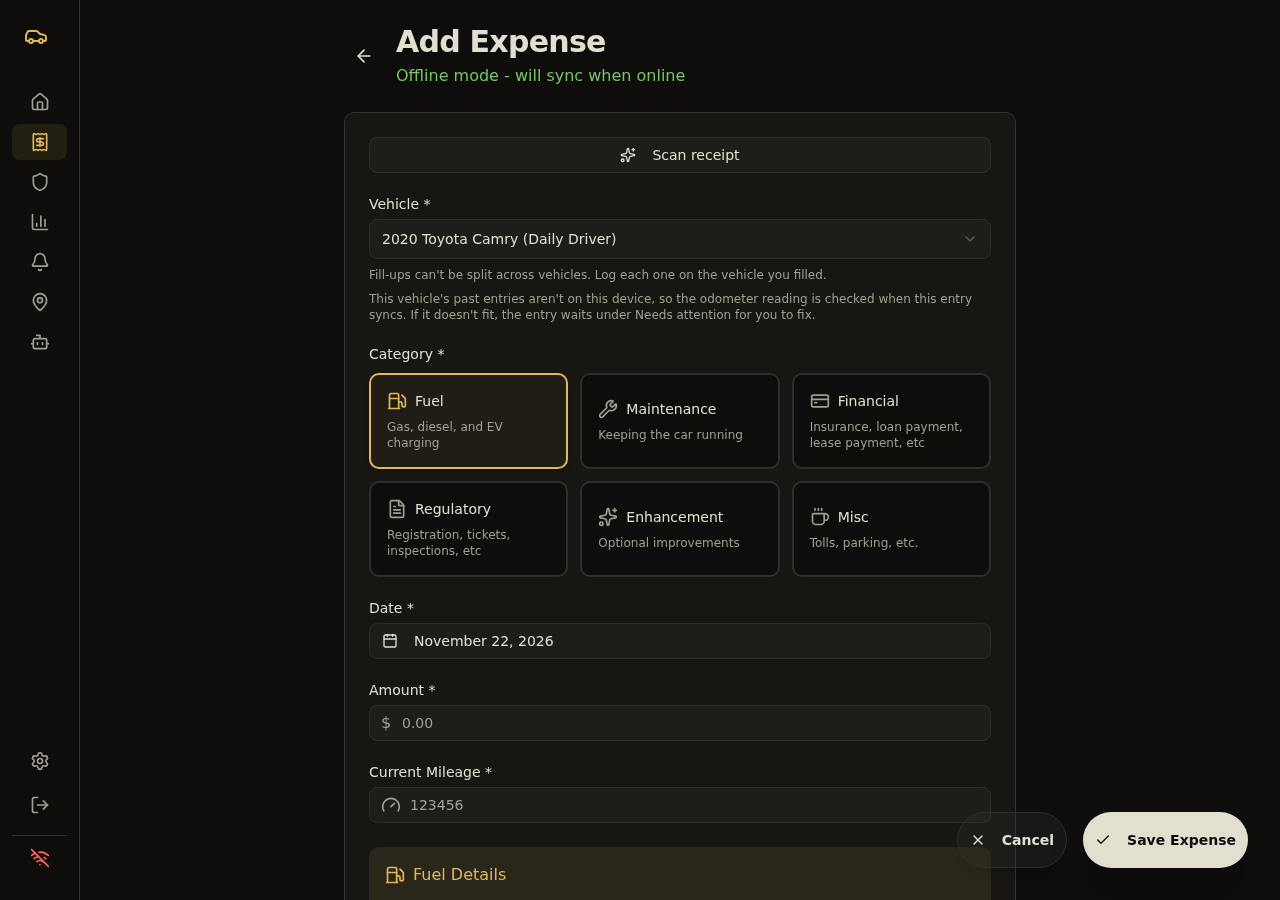 Add Expense
Offline mode - will sync when online
Scan receipt
Vehicle *
2020 Toyota Camry (Daily Driver)
Fill-ups can't be split across vehicles. Log each one on the vehicle you filled.
This vehicle's past entries aren't on this device, so the odometer reading is checked when this entry
syncs. If it doesn't fit, the entry waits under Needs attention for you to fix.
Category *
Fuel
Gas, diesel, and EV
charging
Maintenance
Keeping the car running
Financial
Insurance, loan payment,
lease payment, etc
Regulatory
Registration, tickets,
inspections, etc
Enhancement
Optional improvements
Misc
Tolls, parking, etc.
Date *
November 22, 2026
Amount *
$ 0.00
Current Mileage *
123456
Cancel
Save Expense
Fuel Details